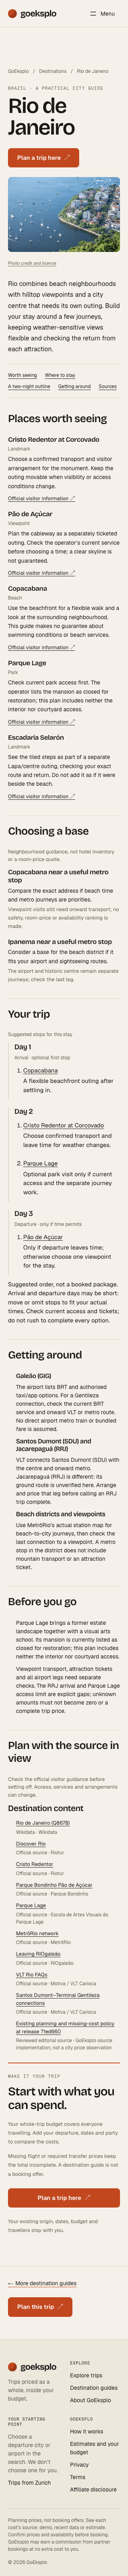 goeksplo
Menu
GoEksplo / Destinations / Rio de Janeiro
BRAZIL · A PRACTICAL CITY GUIDE
Rio de
Janeiro
Plan a trip here ↗
Photo credit and licence
Rio combines beach neighbourhoods
with hilltop viewpoints and a city
centre that needs its own outing. Build
your stay around a few journeys,
keeping weather-sensitive views
flexible and checking the return from
each attraction.
Worth seeing Where to stay
A two-night outline Getting around Sources
Places worth seeing
Cristo Redentor at Corcovado
Landmark
Choose a confirmed transport and visitor
arrangement for the monument. Keep the
outing movable when visibility or access
conditions change.
Official visitor information ↗
Pão de Açúcar
Viewpoint
Plan the cableway as a separately ticketed
outing. Check the operator's current service
before choosing a time; a clear skyline is
not guaranteed.
Official visitor information ↗
Copacabana
Beach
Use the beachfront for a flexible walk and a
look at the surrounding neighbourhood.
This guide makes no guarantee about
swimming conditions or beach services.
Official visitor information ↗
Parque Lage
Park
Check current park access first. The
operator lists the mansion as closed for
restoration; this plan includes neither the
interior nor courtyard access.
Official visitor information ↗
Escadaria Selarón
Landmark
See the tiled steps as part of a separate
Lapa/centre outing, checking your exact
route and return. Do not add it as if it were
beside the beach.
Official visitor information ↗
Choosing a base
Neighbourhood guidance; not hotel inventory
or a room-price quote.
Copacabana near a useful metro
stop
Compare the exact address if beach time
and metro journeys are priorities.
Viewpoint visits still need onward transport; no
safety, room-price or availability ranking is
made.
Ipanema near a useful metro stop
Consider a base for the beach district if it
fits your airport and sightseeing routes.
The airport and historic centre remain separate
journeys; check the last leg.
Your trip
Suggested stops for this stay
Day 1
Arrival · optional first stop
1. Copacabana
A flexible beachfront outing after
settling in.
Day 2
1. Cristo Redentor at Corcovado
Choose confirmed transport and
leave time for weather changes.
2. Parque Lage
Optional park visit only if current
access and the separate journey
work.
Day 3
Departure · only if time permits
1. Pão de Açúcar
Only if departure leaves time;
otherwise choose one viewpoint
for the stay.
Suggested order, not a booked package.
Arrival and departure days may be short:
move or omit stops to fit your actual
times. Check current access and tickets;
do not rush to complete every stop.
Getting around
Galeão (GIG)
The airport lists BRT and authorised
taxi/app options. For a Gentileza
connection, check the current BRT
service and onward VLT or road route.
No direct airport metro train or bundled
fare is assumed.
Santos Dumont (SDU) and
Jacarepaguá (RRJ)
VLT connects Santos Dumont (SDU) with
the centre and onward metro links.
Jacarepaguá (RRJ) is different: its
ground route is unverified here. Arrange
and price that leg before calling an RRJ
trip complete.
Beach districts and viewpoints
Use MetrôRio's actual station map for
beach-to-city journeys, then check the
last connection to a viewpoint. A metro
stop at the district does not include
mountain transport or an attraction
ticket.
Before you go
Parque Lage brings a former estate
landscape together with a visual arts
school. Its mansion is currently listed as
closed for restoration; this plan includes
neither the mansion interior nor courtyard.
Viewpoint transport, attraction tickets
and all airport legs need separate
checks. The RRJ arrival and Parque Lage
access limit are explicit gaps; unknown
amounts must not become zero or a
complete trip price.
Plan with the source in
view
Check the official visitor guidance before
setting off. Access, services and arrangements
can change.
Destination content
Rio de Janeiro (Q8678)
Wikidata · Wikidata
Discover Rio
Official source · Riotur
Cristo Redentor
Official source · Riotur
Parque Bondinho Pão de Açúcar
Official source · Parque Bondinho
Parque Lage
Official source · Escola de Artes Visuais do
Parque Lage
MetrôRio network
Official source · MetrôRio
Leaving RIOgaleão
Official source · RIOgaleão
VLT Rio FAQs
Official source · Motiva / VLT Carioca
Santos Dumont–Terminal Gentileza
connections
Official source · Motiva / VLT Carioca
Existing planning and missing-cost policy
at release 71ed660
Reviewed editorial source · GoEksplo source
implementation; not a city price observation
MAKE IT YOUR TRIP
Start with what you
can spend.
Your whole-trip budget covers everyone
travelling. Add your departure, dates and party
to compare the costs.
Missing flight or required transfer prices keep
the total incomplete. A destination guide is not
a booking offer.
Plan a trip here ↗
Your existing origin, dates, budget and
travellers stay with you.
← More destination guides
Plan this trip ↗
goeksplo
Trips priced as a
whole, inside your
budget.
EXPLORE
Explore trips
Destination guides
About GoEksplo
YOUR STARTING
POINT
Choose a
departure city or
airport in the
search. We don't
choose one for you.
Trips from Zurich
GOEKSPLO
How it works
Estimates and your
budget
Privacy
Terms
Affiliate disclosure
Planning prices, not booking offers. See each
cost's source: demo, recent data or estimate.
Confirm prices and availability before booking.
GoEksplo may earn a commission from partner
bookings at no extra cost to you.
© 2026 GoEksplo